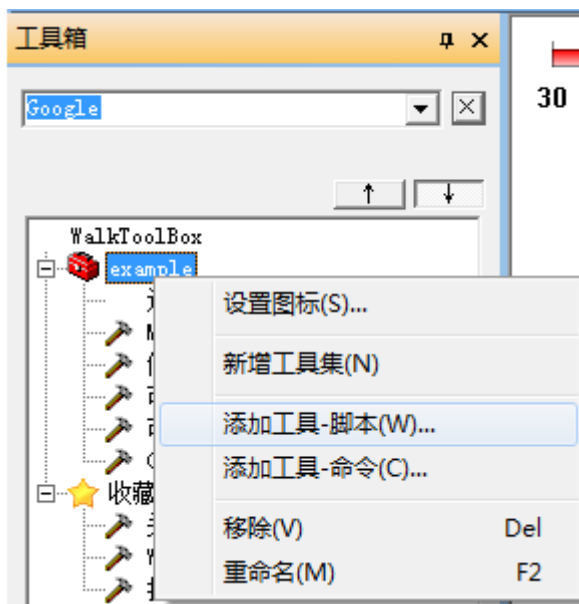 工具箱
Google
30
↑ ↓
WalkToolBox
example
设置图标(S)...
新增工具集(N)
添加工具-脚本(W)...
添加工具-命令(C)...
收藏
移除(V) Del
重命名(M) F2